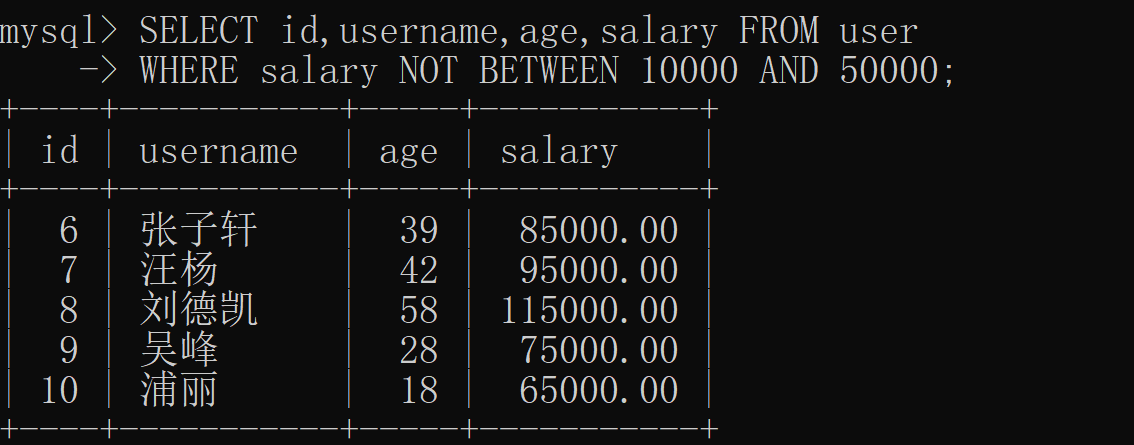 mysql> SELECT id,username,age,salary FROM user
    -> WHERE salary NOT BETWEEN 10000 AND 50000;
+----+-----------+------+-----------+
| id | username  | age  | salary    |
+----+-----------+------+-----------+
|  6 | 张子轩    |   39 |  85000.00 |
|  7 | 汪杨      |   42 |  95000.00 |
|  8 | 刘德凯    |   58 | 115000.00 |
|  9 | 吴峰      |   28 |  75000.00 |
| 10 | 浦丽      |   18 |  65000.00 |
+----+-----------+------+-----------+